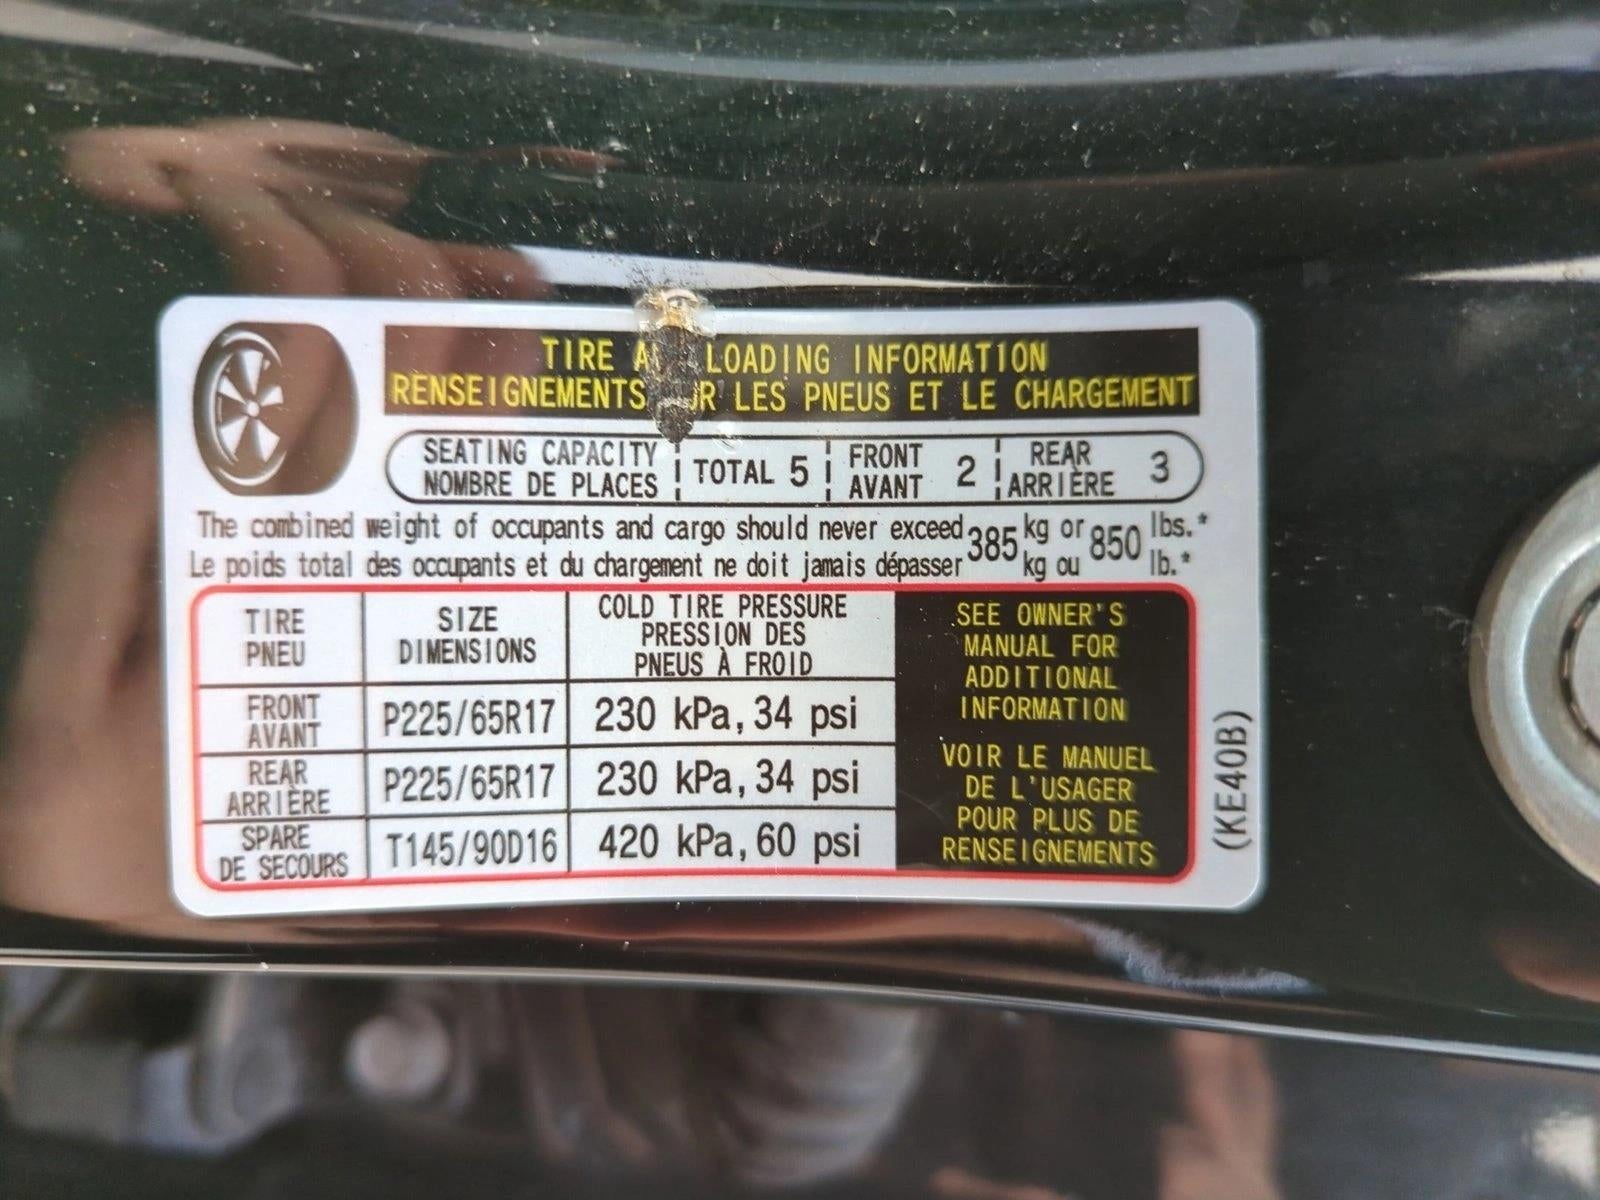 TIRE A LOADING INFORMATION
RENSEIGNEMENTS R LES PNEUS ET LE CHARGEMENT
SEATING CAPACITY TOTAL 5 FRONT 2 REAR 3
NOMBRE DE PLACES AVANT ARRIÈRE
The combined weight of occupants and cargo should never exceed 385 kg or 850 lbs.*
Le poids total des occupants et du chargement ne doit jamais dépasser kg ou lb.*
TIRE SIZE COLD TIRE PRESSURE
PNEU DIMENSIONS PRESSION DES
PNEUS À FROID
FRONT
AVANT P225/65R17 230 kPa, 34 psi
REAR
ARRIÈRE P225/65R17 230 kPa, 34 psi
SPARE
DE SECOURS T145/90D16 420 kPa, 60 psi
SEE OWNER'S
MANUAL FOR
ADDITIONAL
INFORMATION
VOIR LE MANUEL
DE L'USAGER
POUR PLUS DE
RENSEIGNEMENTS
(KE40B)